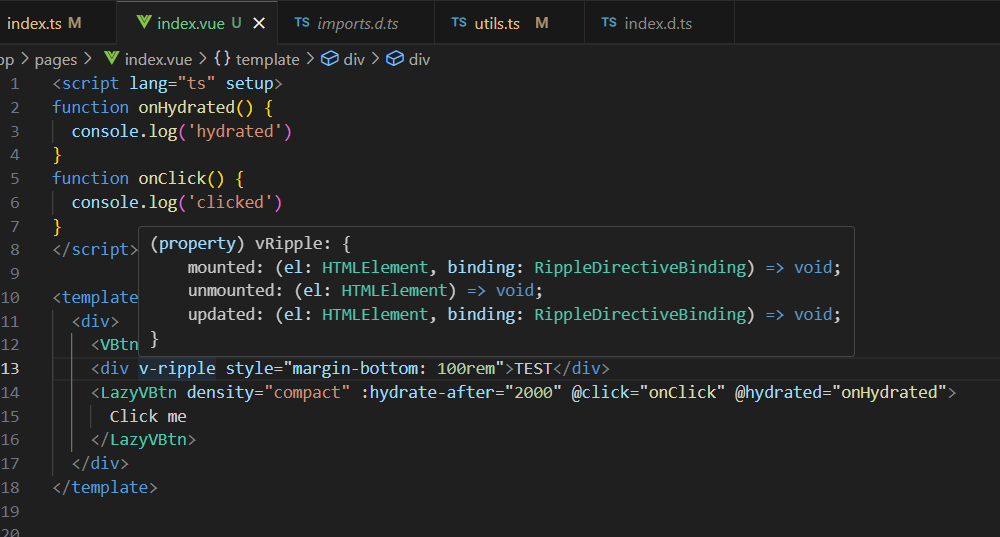 index.ts M index.vue U × TS imports.d.ts TS utils.ts M TS index.d.ts
pp > pages > index.vue > {} template > div > div
1 <script lang="ts" setup>
2 function onHydrated() {
3 console.log('hydrated')
4 }
5 function onClick() {
6 console.log('clicked')
7 }
8 </script>
(property) vRipple: {
mounted: (el: HTMLElement, binding: RippleDirectiveBinding) => void;
9
unmounted: (el: HTMLElement) => void;
10 <template
updated: (el: HTMLElement, binding: RippleDirectiveBinding) => void;
11 <div>
}
12 <VBtn
13 <div v-ripple style="margin-bottom: 100rem">TEST</div>
14 <LazyVBtn density="compact" :hydrate-after="2000" @click="onClick" @hydrated="onHydrated">
15 Click me
16 </LazyVBtn>
17 </div>
18 </template>
19
20